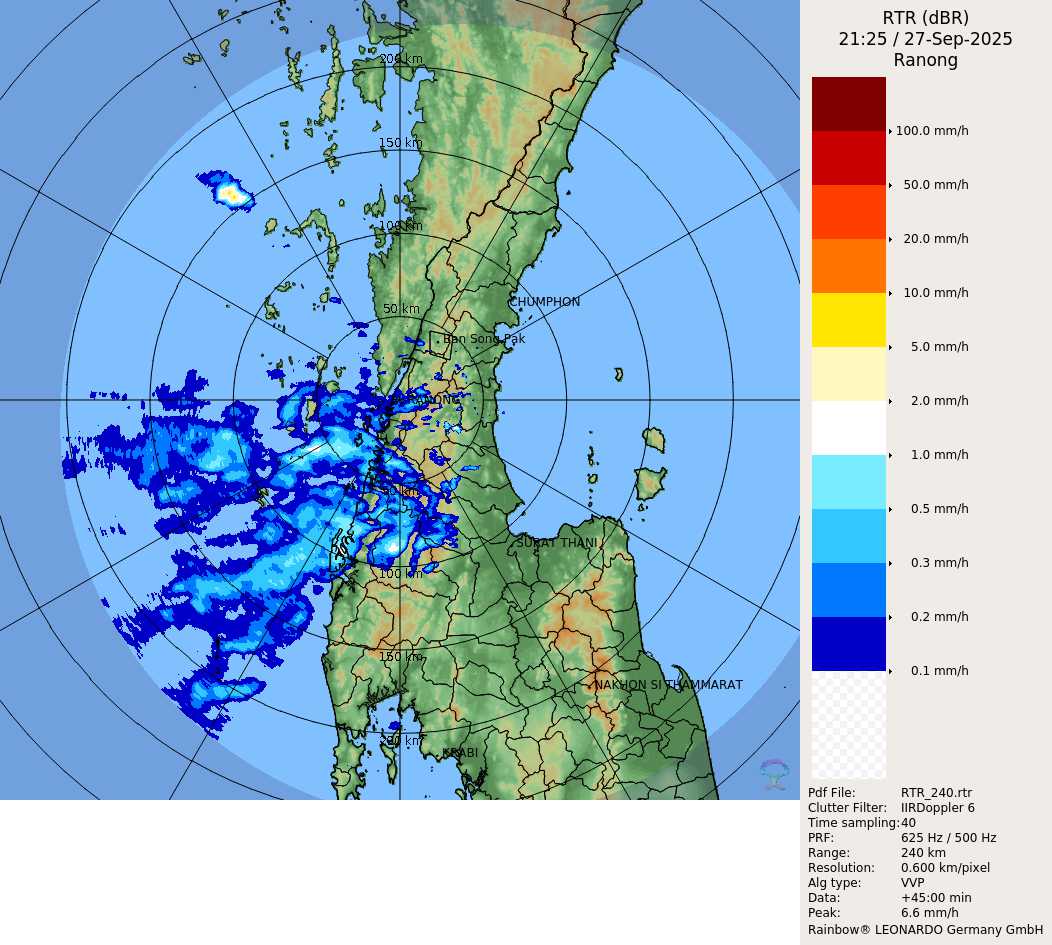 RTR (dBR)
21:25 / 27-Sep-2025
Ranong
200 km
150 km
100 km
50 km
CHUMPHON
Ban Song Pak
RANONG
50 km
SURAT THANI
100 km
150 km
NAKHON SI THAMMARAT
200 km
KRABI
100.0 mm/h
50.0 mm/h
20.0 mm/h
10.0 mm/h
5.0 mm/h
2.0 mm/h
1.0 mm/h
0.5 mm/h
0.3 mm/h
0.2 mm/h
0.1 mm/h
Pdf File: RTR_240.rtr
Clutter Filter: IIRDoppler 6
Time sampling: 40
PRF: 625 Hz / 500 Hz
Range: 240 km
Resolution: 0.600 km/pixel
Alg type: VVP
Data: +45:00 min
Peak: 6.6 mm/h
Rainbow® LEONARDO Germany GmbH